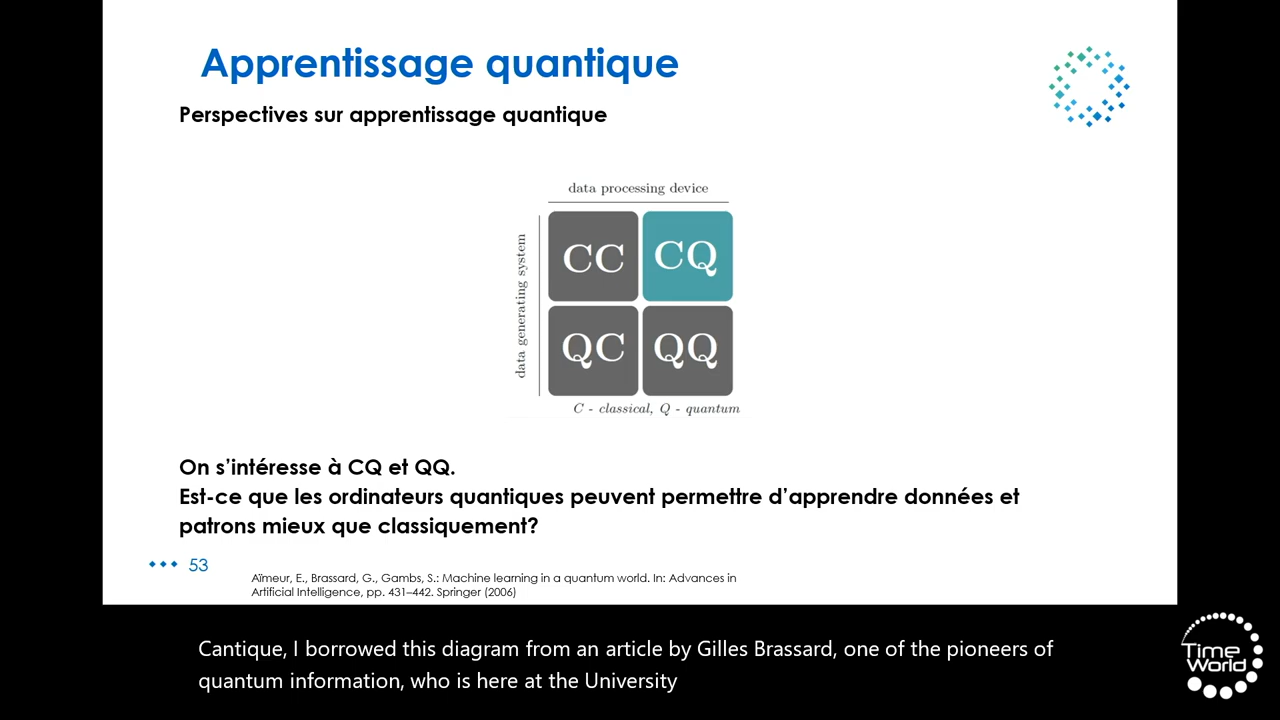 Apprentissage quantique
Perspectives sur apprentissage quantique
data processing device
data generating system
CC CQ
QC QQ
C - classical, Q - quantum
On s’intéresse à CQ et QQ.
Est-ce que les ordinateurs quantiques peuvent permettre d’apprendre données et
patrons mieux que classiquement?
53
Aïmeur, E., Brassard, G., Gambs, S.: Machine learning in a quantum world. In: Advances in
Artificial Intelligence, pp. 431–442. Springer (2006)
Cantique, I borrowed this diagram from an article by Gilles Brassard, one of the pioneers of
quantum information, who is here at the University
Time
World